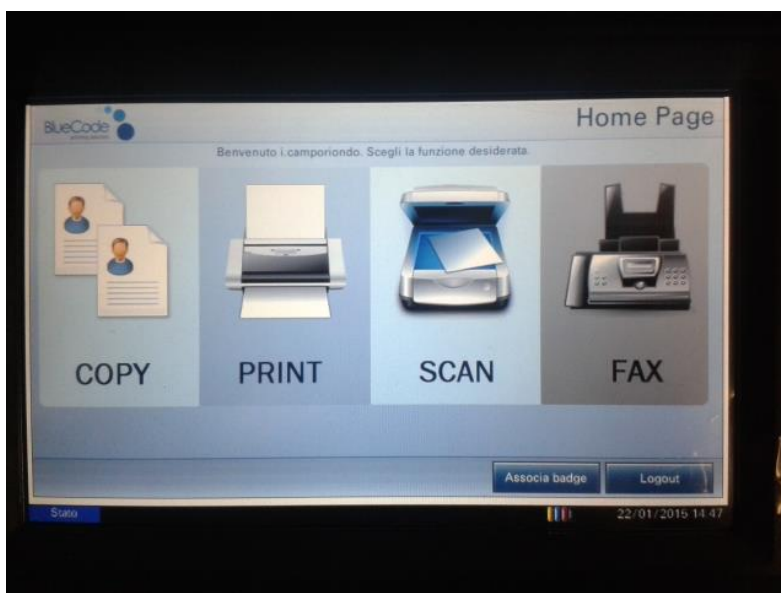 BlueCode
Home Page
Benvenuto i.camporiondo. Scegli la funzione desiderata.
COPY
PRINT
SCAN
FAX
Associa badge
Logout
Stato
22/01/2015 14:47